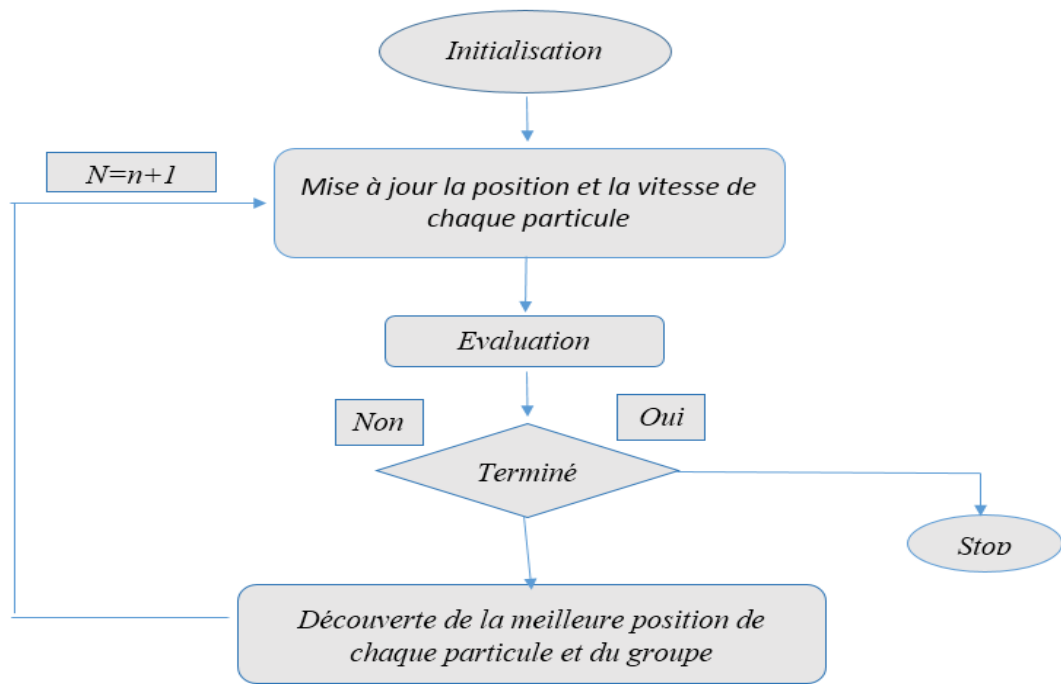 Initialisation
N=n+1
Mise à jour la position et la vitesse de
chaque particule
Evaluation
Non
Oui
Terminé
Stop
Découverte de la meilleure position de
chaque particule et du groupe